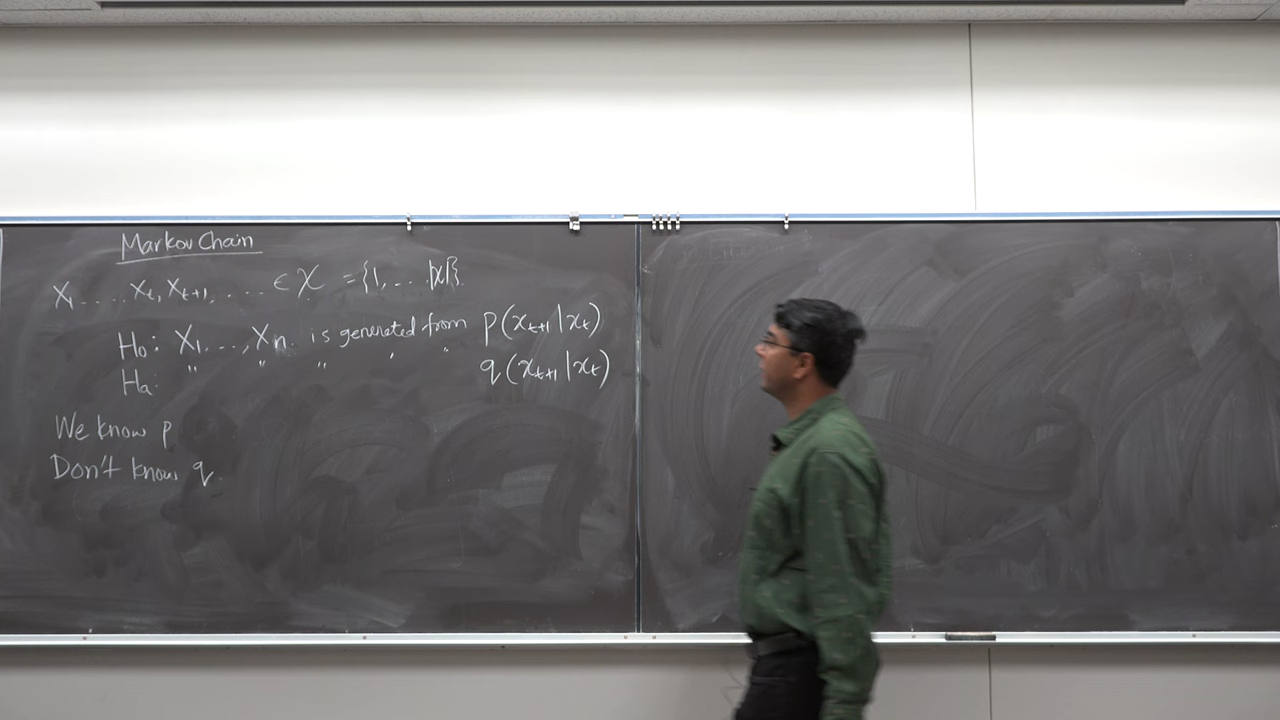 Markov Chain
X₁ .... Xₜ, Xₜ₊₁, .... ∈ 𝒳 = {1, ... |𝒳|}
H₀: X₁ ..., Xₙ is generated from p(xₜ₊₁|xₜ)
Hₐ: " " " " " q(xₜ₊₁|xₜ)
We know p
Don't know q